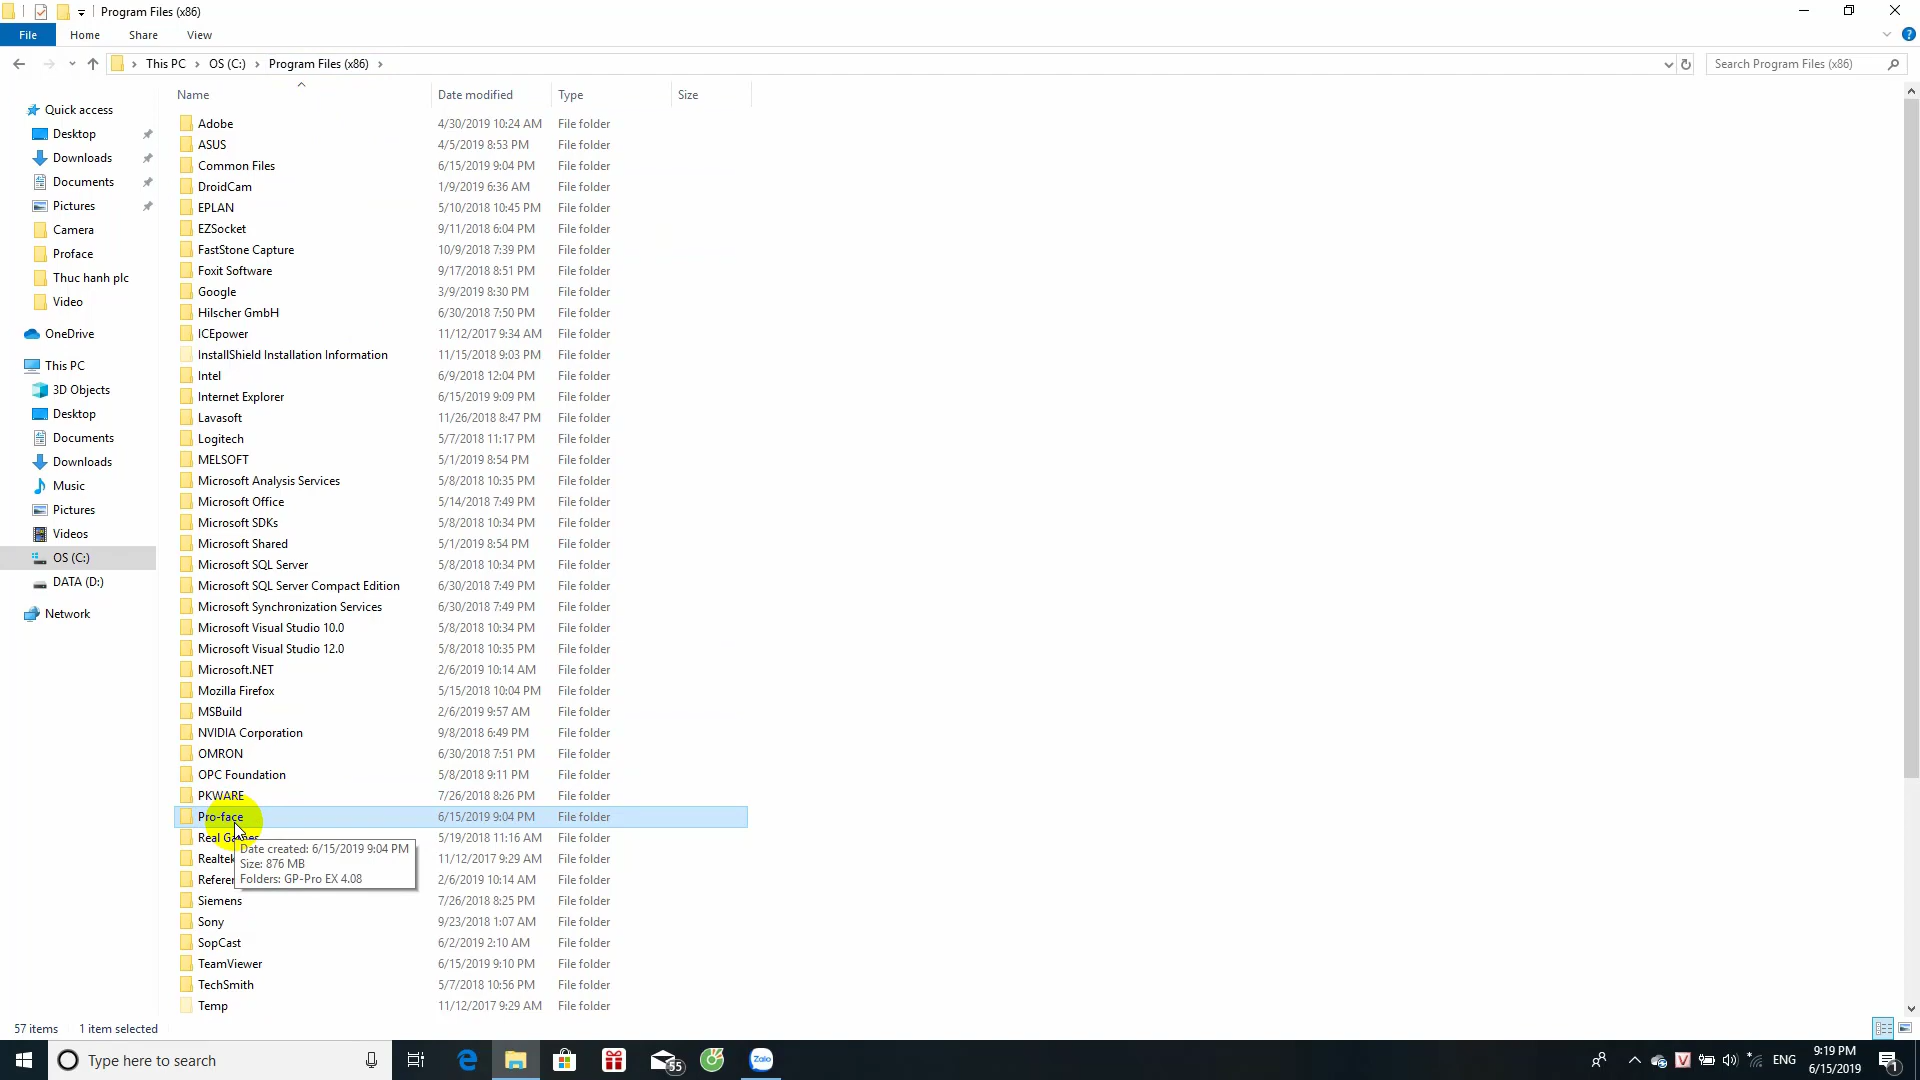 Program Files (x86)
File Home Share View
This PC OS (C:) Program Files (x86) Search Program Files (x86)
Name Date modified Type Size
Quick access
Desktop
Downloads
Documents
Pictures
Camera
Proface
Thuc hanh plc
Video
OneDrive
This PC
3D Objects
Desktop
Documents
Downloads
Music
Pictures
Videos
OS (C:)
DATA (D:)
Network
Adobe 4/30/2019 10:24 AM File folder
ASUS 4/5/2019 8:53 PM File folder
Common Files 6/15/2019 9:04 PM File folder
DroidCam 1/9/2019 6:36 AM File folder
EPLAN 5/10/2018 10:45 PM File folder
EZSocket 9/11/2018 6:04 PM File folder
FastStone Capture 10/9/2018 7:39 PM File folder
Foxit Software 9/17/2018 8:51 PM File folder
Google 3/9/2019 8:30 PM File folder
Hilscher GmbH 6/30/2018 7:50 PM File folder
ICEpower 11/12/2017 9:34 AM File folder
InstallShield Installation Information 11/15/2018 9:03 PM File folder
Intel 6/9/2018 12:04 PM File folder
Internet Explorer 6/15/2019 9:09 PM File folder
Lavasoft 11/26/2018 8:47 PM File folder
Logitech 5/7/2018 11:17 PM File folder
MELSOFT 5/1/2019 8:54 PM File folder
Microsoft Analysis Services 5/8/2018 10:35 PM File folder
Microsoft Office 5/14/2018 7:49 PM File folder
Microsoft SDKs 5/8/2018 10:34 PM File folder
Microsoft Shared 5/1/2019 8:54 PM File folder
Microsoft SQL Server 5/8/2018 10:34 PM File folder
Microsoft SQL Server Compact Edition 6/30/2018 7:49 PM File folder
Microsoft Synchronization Services 6/30/2018 7:49 PM File folder
Microsoft Visual Studio 10.0 5/8/2018 10:34 PM File folder
Microsoft Visual Studio 12.0 5/8/2018 10:35 PM File folder
Microsoft.NET 2/6/2019 10:14 AM File folder
Mozilla Firefox 5/15/2018 10:04 PM File folder
MSBuild 2/6/2019 9:57 AM File folder
NVIDIA Corporation 9/8/2018 6:49 PM File folder
OMRON 6/30/2018 7:51 PM File folder
OPC Foundation 5/8/2018 9:11 PM File folder
PKWARE 7/26/2018 8:26 PM File folder
Pro-face 6/15/2019 9:04 PM File folder
Real Games 5/19/2018 11:16 AM File folder
Realtek 11/12/2017 9:29 AM File folder
Referen 2/6/2019 10:14 AM File folder
Siemens 7/26/2018 8:25 PM File folder
Sony 9/23/2018 1:07 AM File folder
SopCast 6/2/2019 2:10 AM File folder
TeamViewer 6/15/2019 9:10 PM File folder
TechSmith 5/7/2018 10:56 PM File folder
Temp 11/12/2017 9:29 AM File folder
Date created: 6/15/2019 9:04 PM
Size: 876 MB
Folders: GP-Pro EX 4.08
57 items 1 item selected
Type here to search 55 Zalo V ENG 9:19 PM
6/15/2019 1